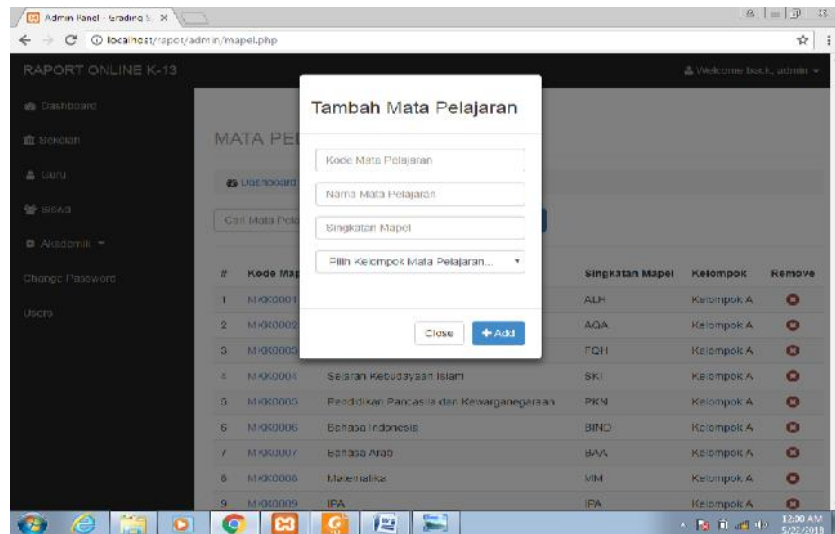 Admin Panel - Grading S
localhost/rapot/admin/mapel.php
RAPORT ONLINE K-13
Welcome back, admin
Dashboard
Sekolah
Guru
Siswa
Akademik
Change Password
Users
MATA PEL
Dashboard
Cari Mata Pela
Tambah Mata Pelajaran
Kode Mata Pelajaran
Nama Mata Pelajaran
Singkatan Mapel
Pilih Kelompok Mata Pelajaran...
Close
Add
# Kode Map Singkatan Mapel Kelompok Remove
1 MKK0001 Kelompok A
2 MKK0002 AQA Kelompok A
3 MKK0003 FQH Kelompok A
4 MKK0004 Sejarah Kebudayaan Islam SKI Kelompok A
5 MKK0005 Pendidikan Pancasila dan Kewarganegaraan PKN Kelompok A
6 MKK0006 Bahasa Indonesia BIND Kelompok A
7 MKK0007 Bahasa Arab Kelompok A
8 MKK0008 Matematika MM Kelompok A
9 MKK0009 IPA IPA Kelompok A
12:00 AM
5/22/2018